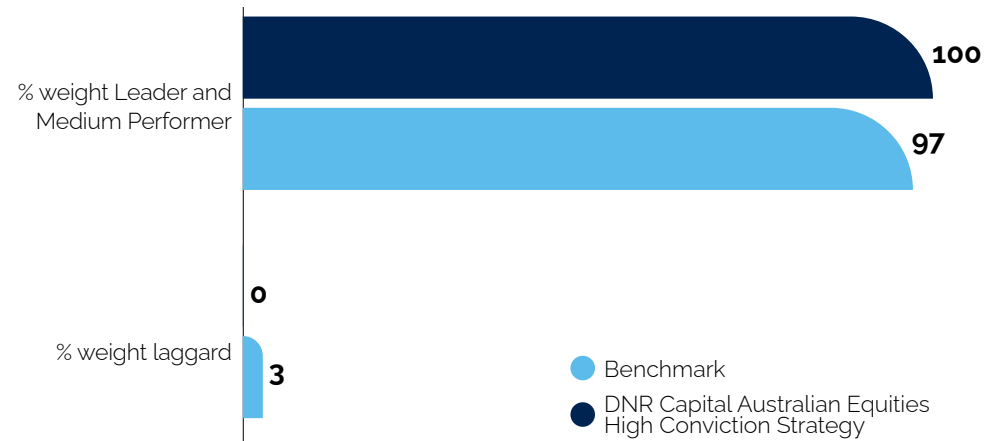 100
% weight Leader and
Medium Performer
97
0
% weight laggard
3
Benchmark
DNR Capital Australian Equities
High Conviction Strategy